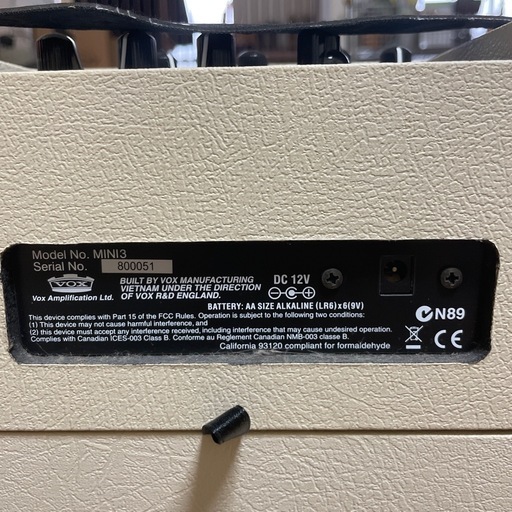 Model No. MINI3
Serial No. 800051
VOX
Vox Amplification Ltd.
BUILT BY VOX MANUFACTURING
VIETNAM UNDER THE DIRECTION
OF VOX R&D ENGLAND.
DC 12V
BATTERY: AA SIZE ALKALINE (LR6)x6(9V)
This device complies with Part 15 of the FCC Rules. Operation is subject to the following two conditions:
(1) This device may not cause harmful interference, and
(2) this device must accept any interference received, including interference that may cause undesired operation.
Complies with Canadian ICES-003 Class B. Conforme au Reglement Canadien NMB-003 classe B.
California 93120 compliant for formaldehyde
N89
CE